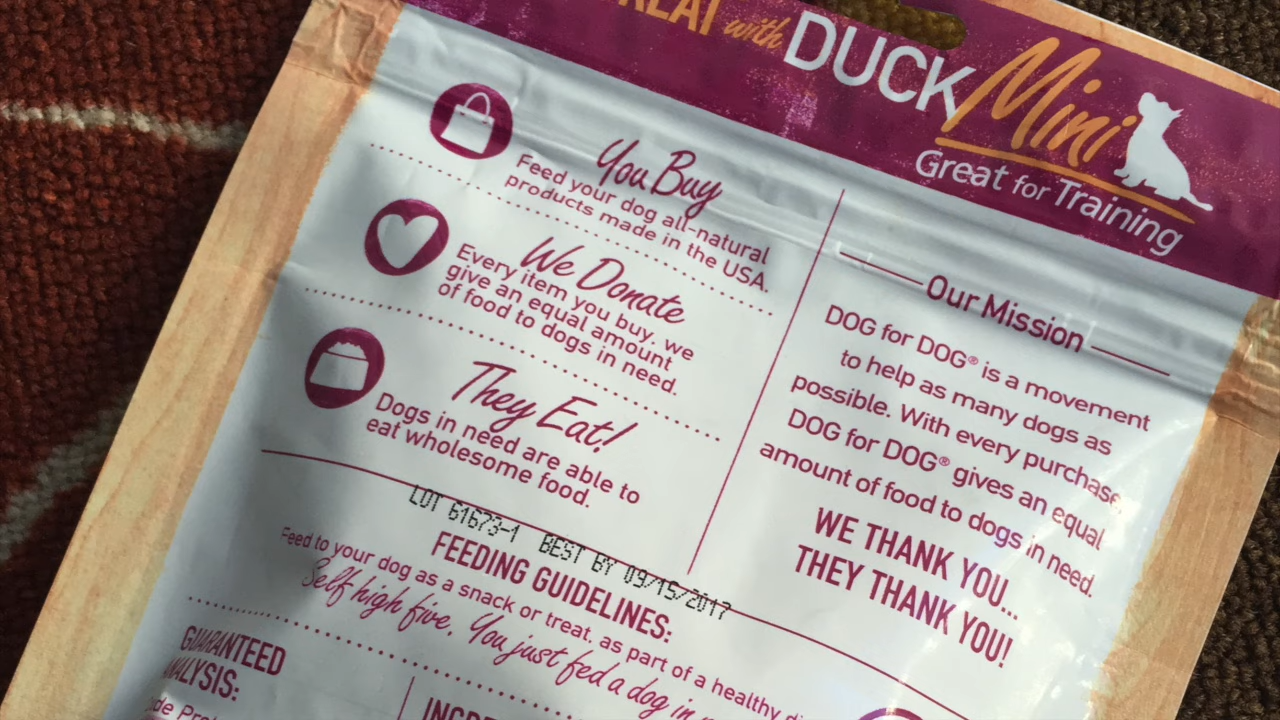 with DUCK Mini
Great for Training
You Buy
Feed your dog all-natural
products made in the USA.
We Donate
Every item you buy, we
give an equal amount
of food to dogs in need.
They Eat!
Dogs in need are able to
eat wholesome food.
Our Mission
DOG for DOG® is a movement
to help as many dogs as
possible. With every purchase,
DOG for DOG® gives an equal
amount of food to dogs in need.
WE THANK YOU...
THEY THANK YOU!
LOT 61673-1 BEST BY 09/15/2017
FEEDING GUIDELINES:
Feed to your dog as a snack or treat, as part of a healthy
Self high five. You just fed a dog in
GUARANTEED
ANALYSIS: